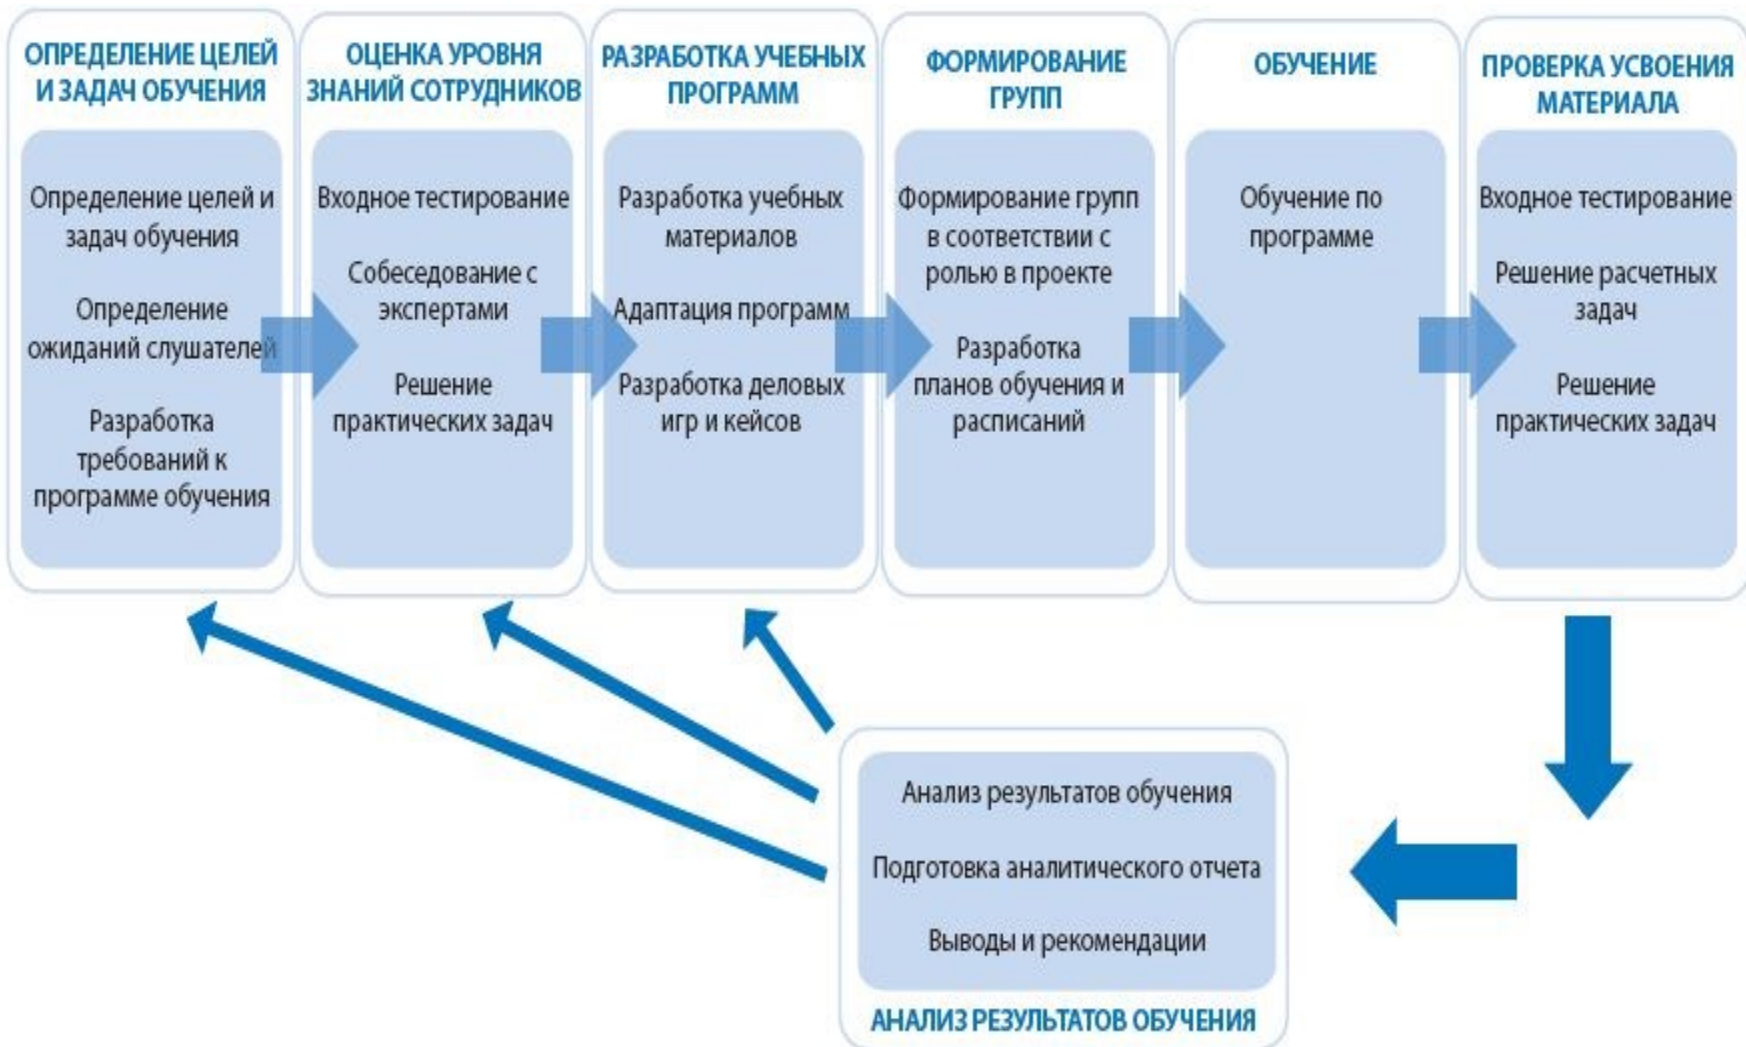 ОПРЕДЕЛЕНИЕ ЦЕЛЕЙ
И ЗАДАЧ ОБУЧЕНИЯ
Определение целей и
задач обучения
Определение
ожиданий слушателей
Разработка
требований к
программе обучения
ОЦЕНКА УРОВНЯ
ЗНАНИЙ СОТРУДНИКОВ
Входное тестирование
Собеседование с
экспертами
Решение
практических задач
РАЗРАБОТКА УЧЕБНЫХ
ПРОГРАММ
Разработка учебных
материалов
Адаптация программ
Разработка деловых
игр и кейсов
ФОРМИРОВАНИЕ
ГРУПП
Формирование групп
в соответствии с
ролью в проекте
Разработка
планов обучения и
расписаний
ОБУЧЕНИЕ
Обучение по
программе
ПРОВЕРКА УСВОЕНИЯ
МАТЕРИАЛА
Входное тестирование
Решение расчетных
задач
Решение
практических задач
Анализ результатов обучения
Подготовка аналитического отчета
Выводы и рекомендации
АНАЛИЗ РЕЗУЛЬТАТОВ ОБУЧЕНИЯ